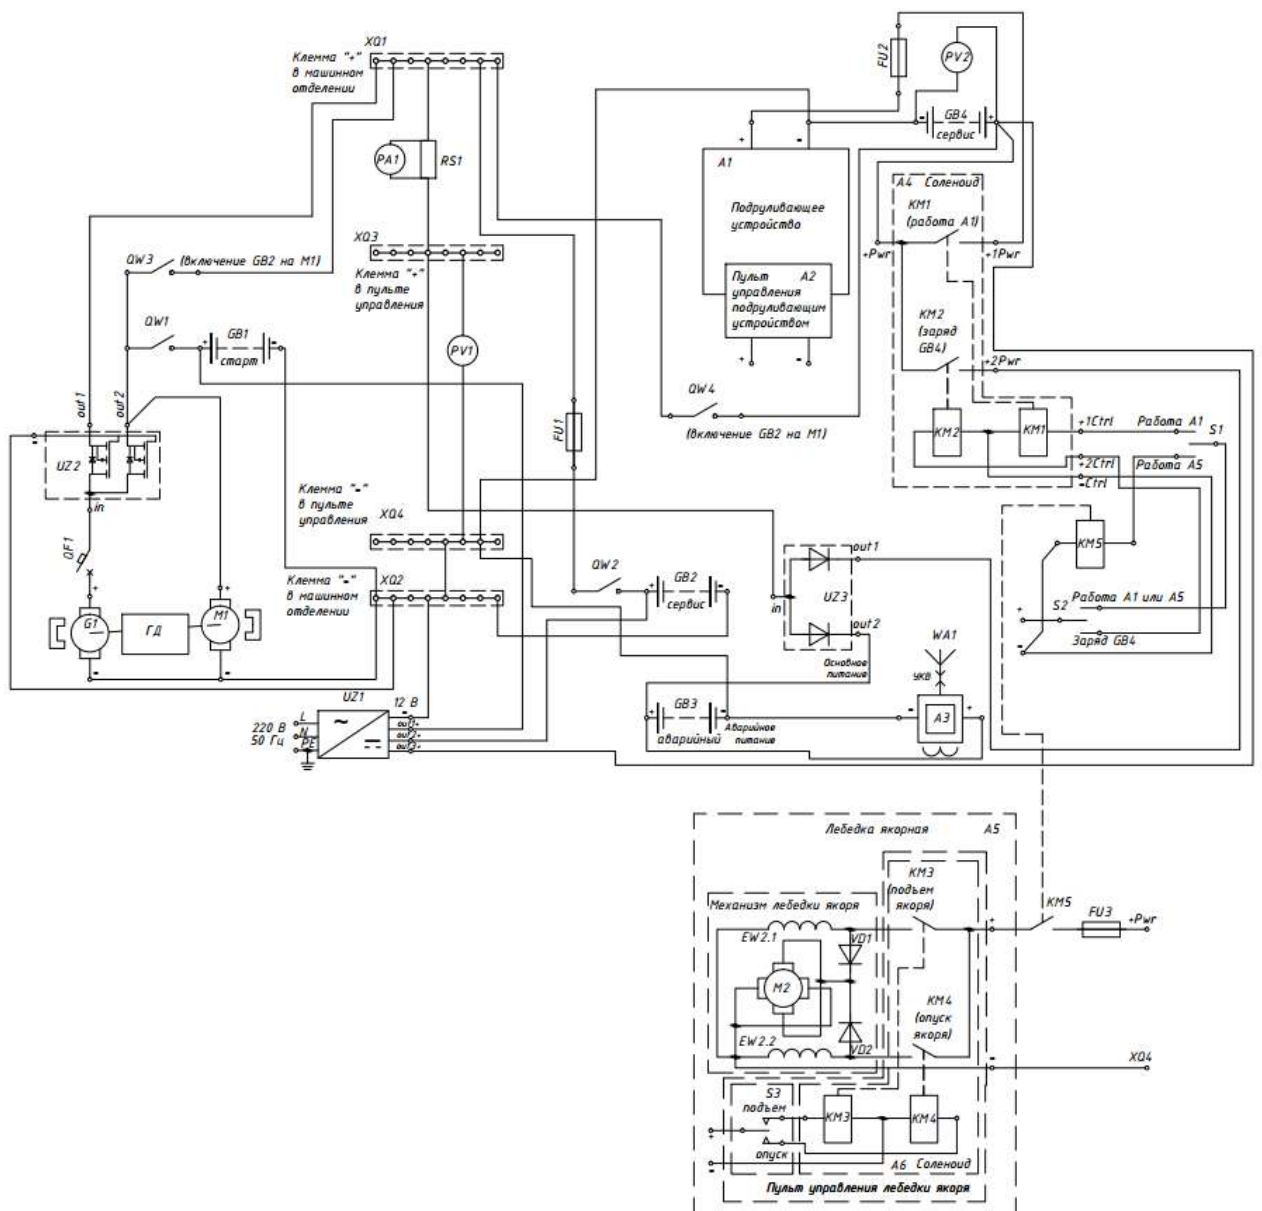 XQ1
Клемма "+"
в машинном
отделении
PA1
RS1
XQ3
Клемма "+"
в пульте
управления
QW3
(включение GB2 на M1)
QW1
GB1
+
-
старт
PV1
out1
out2
-
UZ2
in
QF1
+
G1
-
ГД
+
M1
-
Клемма "-"
в пульте
управления
XQ4
Клемма "-"
в машинном
отделении
XQ2
FU1
QW2
GB2
+
-
сервис
UZ1
220 В
50 Гц
L
N
PE
~
12 В
-
out1+
out2+
out3+
FU2
PV2
GB4
-
+
сервис
A1
+
-
Подруливающее
устройство
Пульт A2
управления
подруливающим
устройством
+
-
QW4
(включение GB2 на M1)
A4 Соленоид
KM1
(работа A1)
+Pwr
+1Pwr
KM2
(заряд
GB4)
+2Pwr
KM2
KM1
+1Ctrl
Работа A1
S1
+2Ctrl
Работа A5
-Ctrl
KM5
+
S2
Работа A1 или A5
-
Заряд GB4
out1
UZ3
in
out2
Основное
питание
WA1
УКВ
GB3
+
-
аварийный
Аварийное
питание
-
A3
+
Лебедка якорная
A5
Механизм лебедки якоря
KM3
(подъем
якоря)
EW2.1
VD1
M2
EW2.2
VD2
KM4
(опуск
якоря)
+
KM5
FU3
+Pwr
-
XQ4
S3
подъем
KM3
KM4
+
опуск
-
A6 Соленоид
Пульт управления лебедки якоря